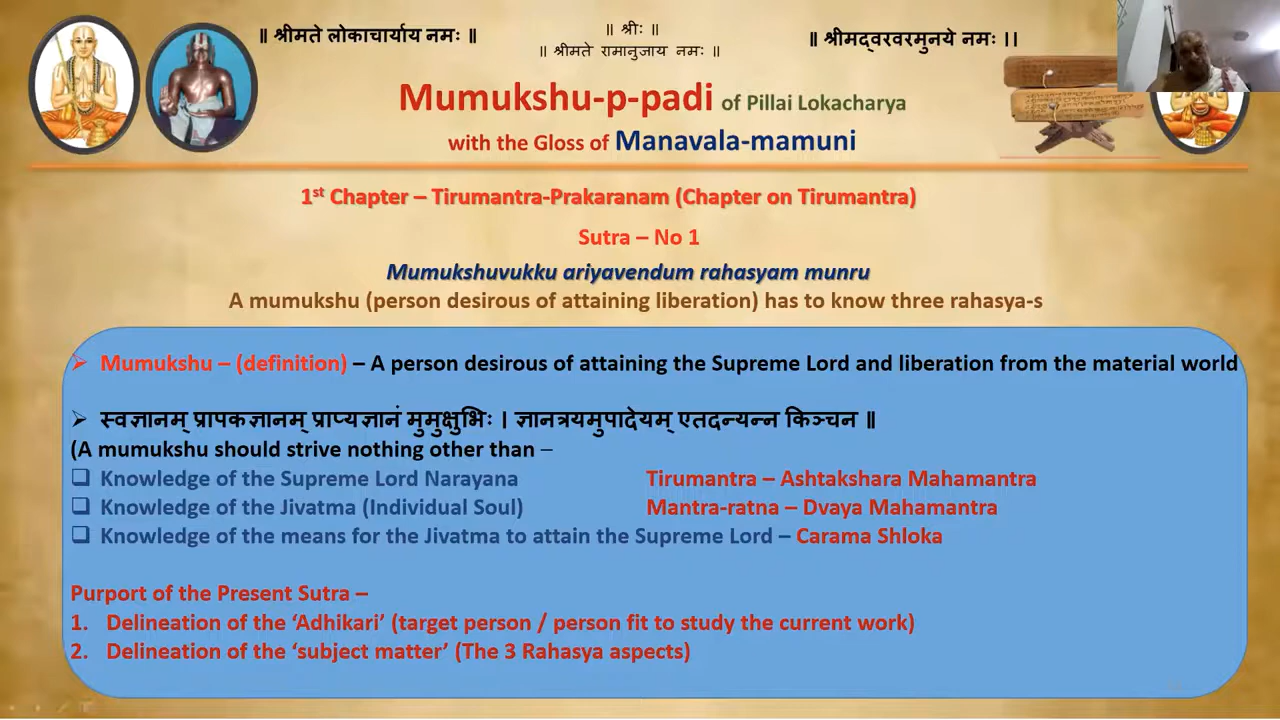 ॥ श्रीमते लोकाचार्याय नमः ॥
॥ श्रीः ॥
॥ श्रीमते रामानुजाय नमः ॥
॥ श्रीमद्वरवरमुनये नमः ।।
Mumukshu-p-padi of Pillai Lokacharya
with the Gloss of Manavala-mamuni
1st Chapter – Tirumantra-Prakaranam (Chapter on Tirumantra)
Sutra – No 1
Mumukshuvukku ariyavendum rahasyam munru
A mumukshu (person desirous of attaining liberation) has to know three rahasya-s
➢ Mumukshu – (definition) – A person desirous of attaining the Supreme Lord and liberation from the material world
➢ स्वज्ञानम् प्रापकज्ञानम् प्राप्यज्ञानं मुमुक्षुभिः । ज्ञानत्रयमुपादेयम् एतदन्यन्न किञ्चन ॥
(A mumukshu should strive nothing other than –
❑ Knowledge of the Supreme Lord Narayana Tirumantra – Ashtakshara Mahamantra
❑ Knowledge of the Jivatma (Individual Soul) Mantra-ratna – Dvaya Mahamantra
❑ Knowledge of the means for the Jivatma to attain the Supreme Lord – Carama Shloka
Purport of the Present Sutra –
1. Delineation of the ‘Adhikari’ (target person / person fit to study the current work)
2. Delineation of the ‘subject matter’ (The 3 Rahasya aspects)